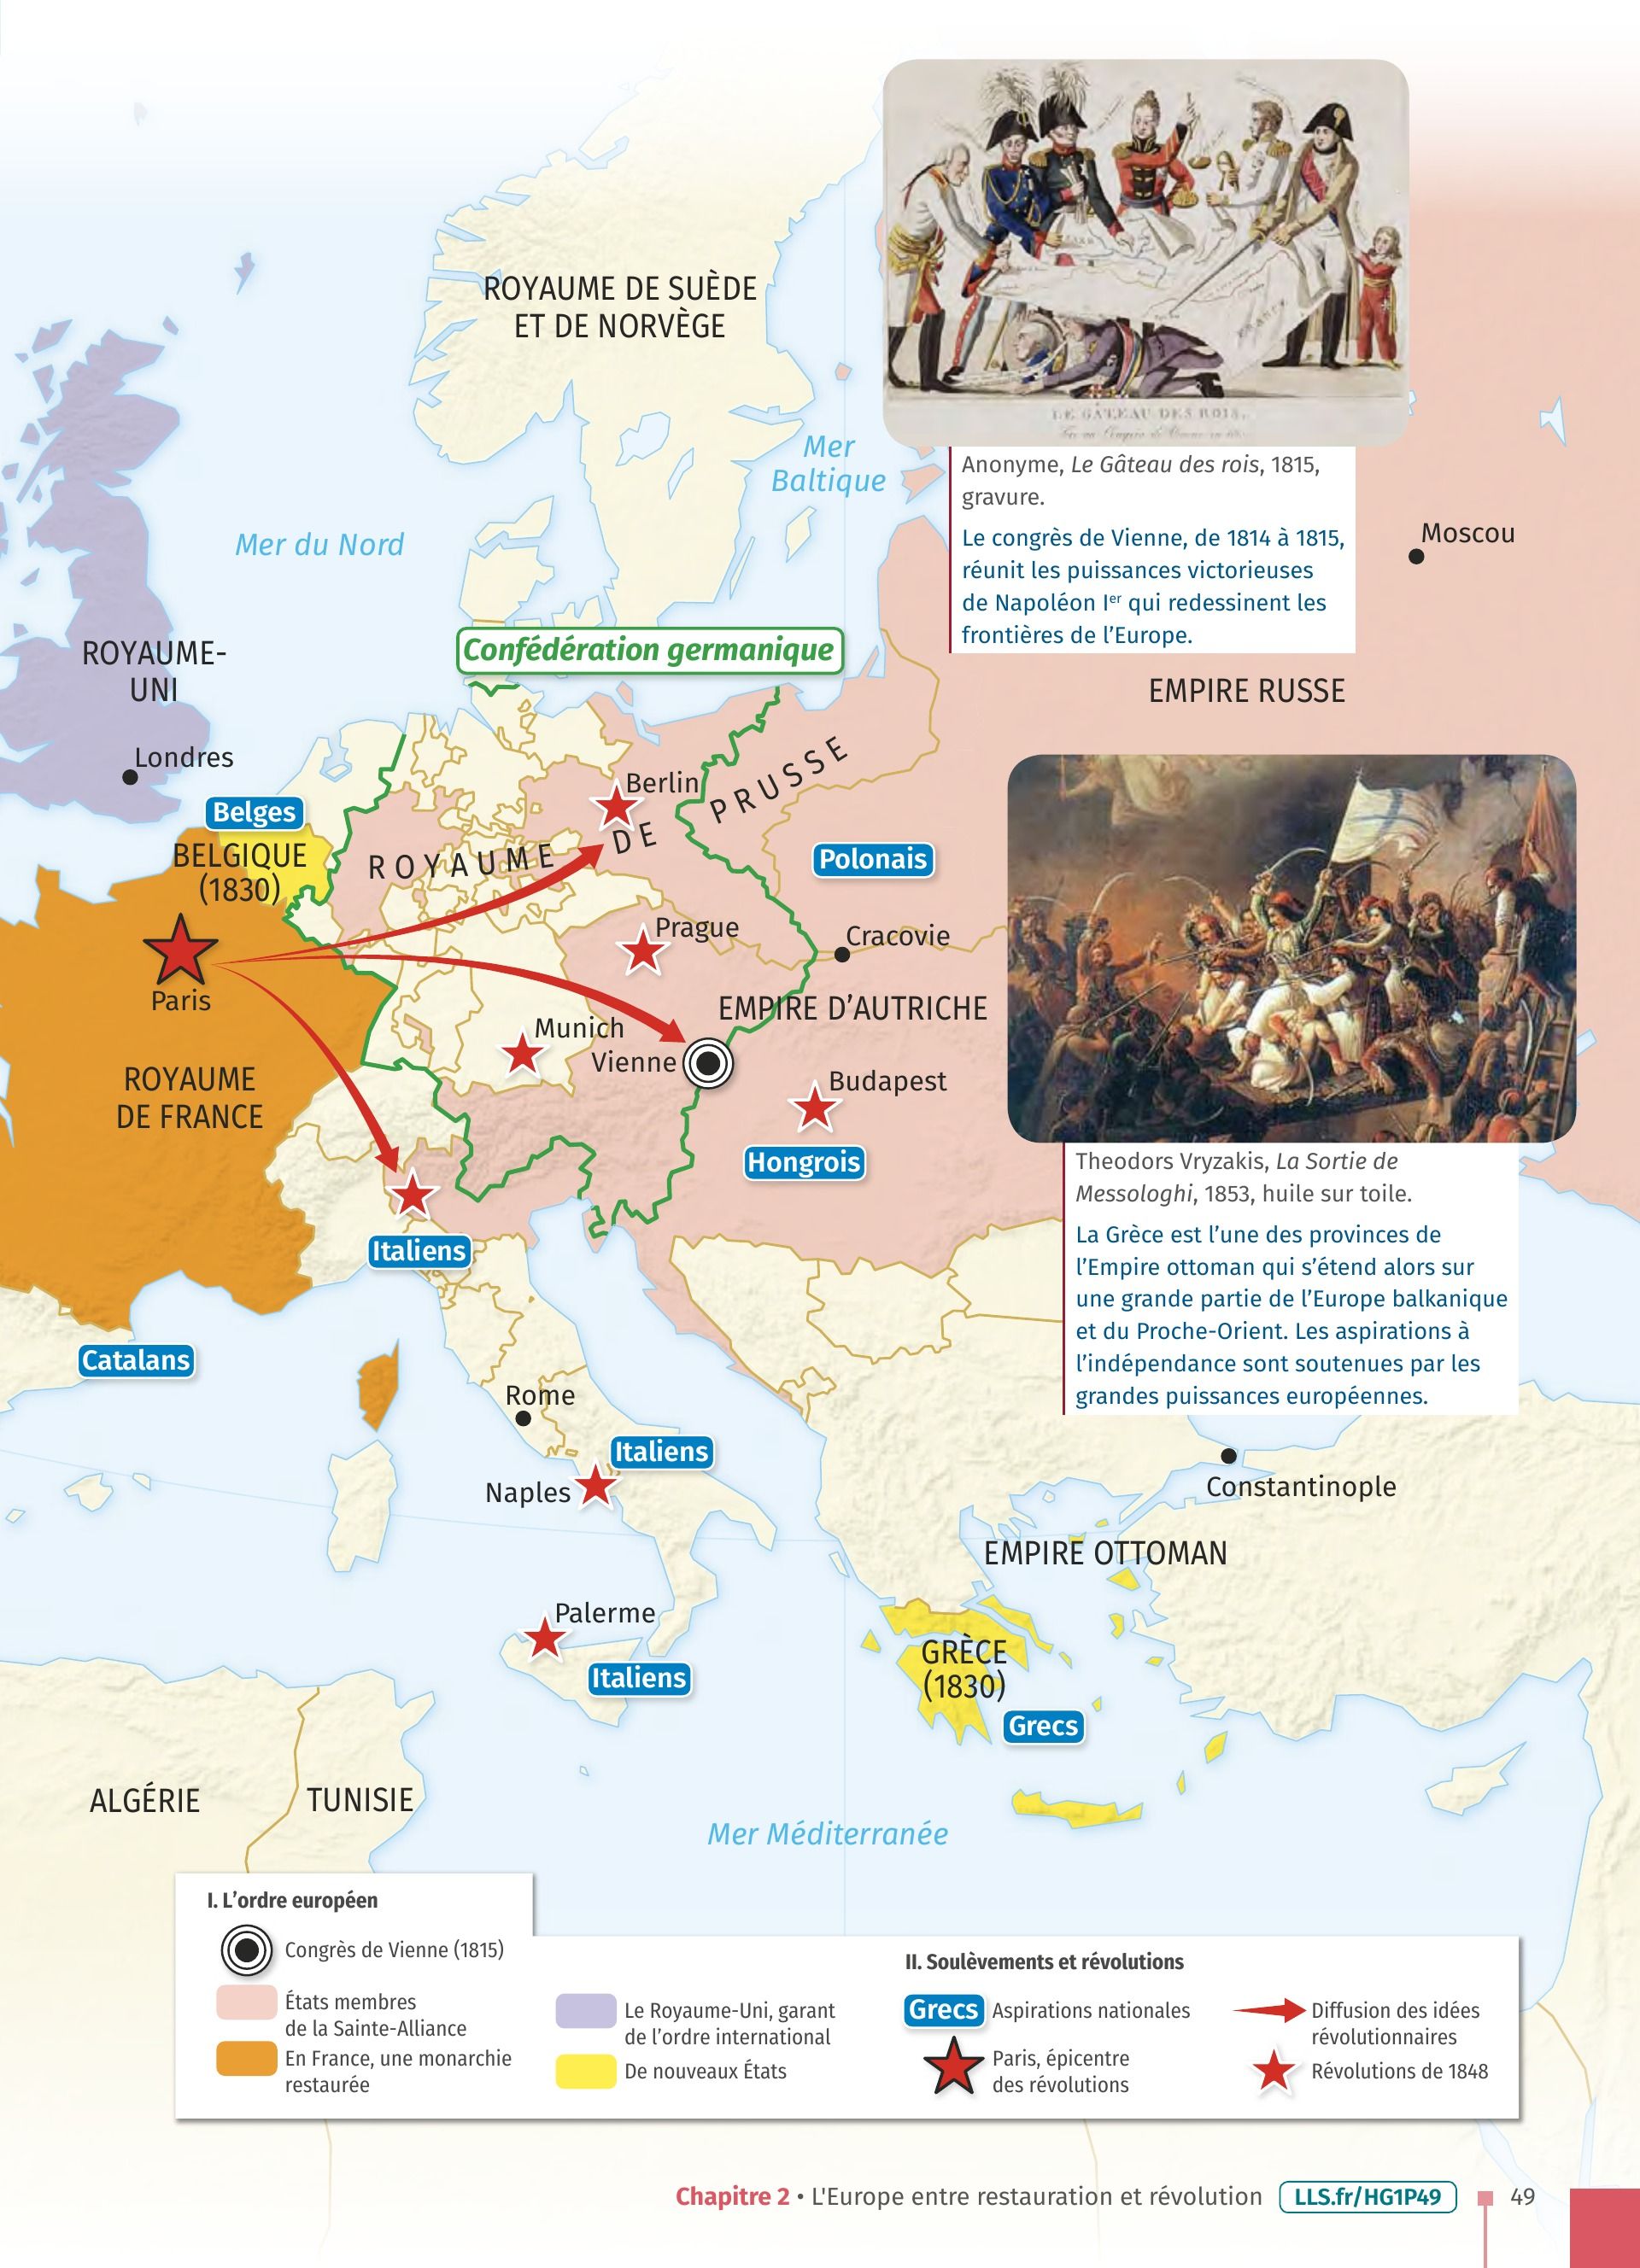 LE GÂTEAU DES ROIS,
Anonyme, Le Gâteau des rois, 1815,
gravure.
Le congrès de Vienne, de 1814 à 1815,
réunit les puissances victorieuses
de Napoléon Ier qui redessinent les
frontières de l'Europe.
ROYAUME DE SUÈDE
ET DE NORVÈGE
Mer
Baltique
Mer du Nord
Moscou
ROYAUME-
UNI
Londres
Confédération germanique
EMPIRE RUSSE
Belges
BELGIQUE
(1830)
Berlin
ROYAUME DE PRUSSE
Polonais
Paris
Prague
Cracovie
EMPIRE D'AUTRICHE
Munich
Vienne
Budapest
Hongrois
ROYAUME
DE FRANCE
Italiens
Theodors Vryzakis, La Sortie de
Messologhi, 1853, huile sur toile.
La Grèce est l'une des provinces de
l'Empire ottoman qui s'étend alors sur
une grande partie de l'Europe balkanique
et du Proche-Orient. Les aspirations à
l'indépendance sont soutenues par les
grandes puissances européennes.
Catalans
Rome
Italiens
Naples
Constantinople
EMPIRE OTTOMAN
Palerme
Italiens
GRÈCE
(1830)
Grecs
ALGÉRIE
TUNISIE
Mer Méditerranée
I. L'ordre européen
Congrès de Vienne (1815)
États membres
de la Sainte-Alliance
En France, une monarchie
restaurée
Le Royaume-Uni, garant
de l'ordre international
De nouveaux États
II. Soulèvements et révolutions
Grecs Aspirations nationales
Paris, épicentre
des révolutions
Diffusion des idées
révolutionnaires
Révolutions de 1848
Chapitre 2 • L'Europe entre restauration et révolution LLS.fr/HG1P49 49